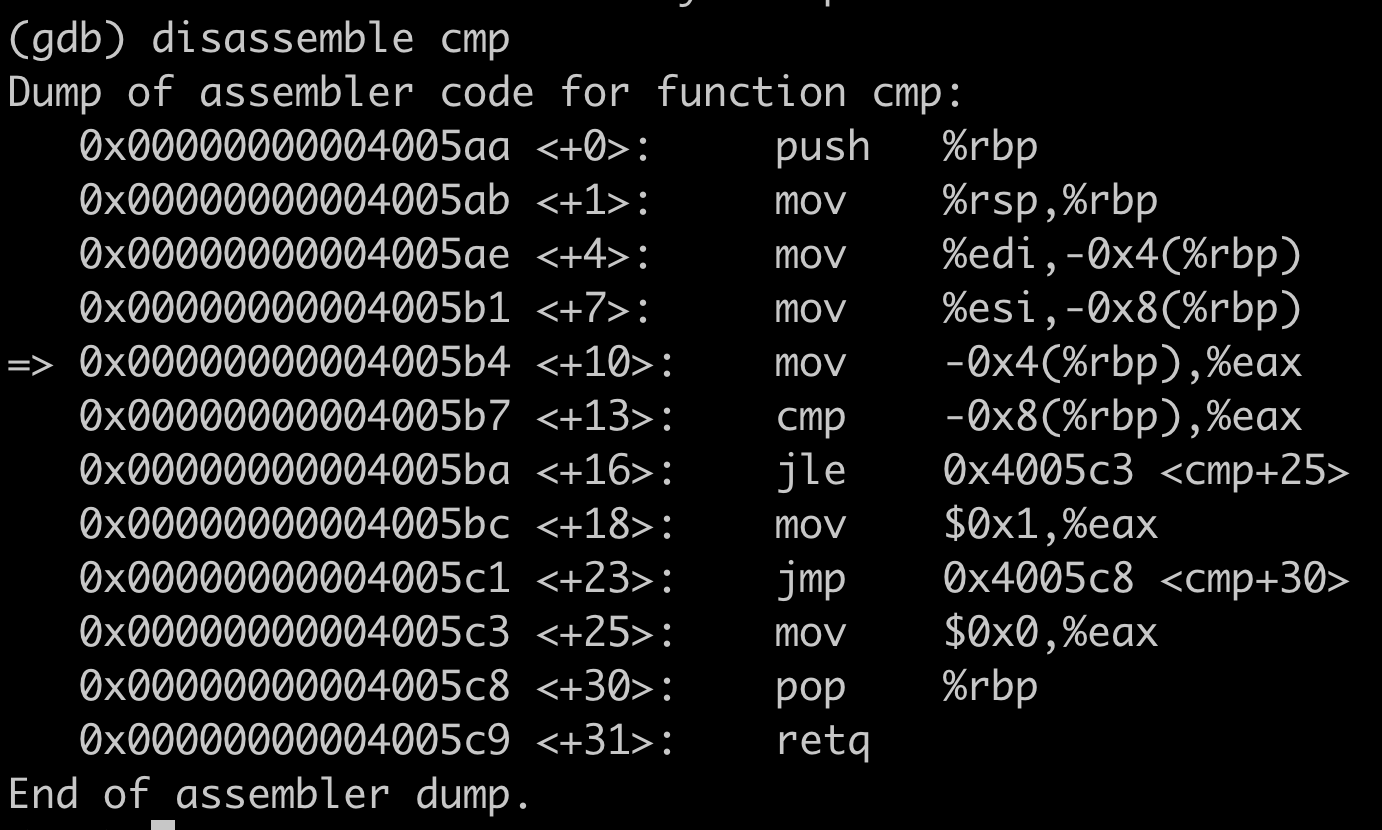 (gdb) disassemble cmp
Dump of assembler code for function cmp:
   0x00000000004005aa <+0>:     push   %rbp
   0x00000000004005ab <+1>:     mov    %rsp,%rbp
   0x00000000004005ae <+4>:     mov    %edi,-0x4(%rbp)
   0x00000000004005b1 <+7>:     mov    %esi,-0x8(%rbp)
=> 0x00000000004005b4 <+10>:    mov    -0x4(%rbp),%eax
   0x00000000004005b7 <+13>:    cmp    -0x8(%rbp),%eax
   0x00000000004005ba <+16>:    jle    0x4005c3 <cmp+25>
   0x00000000004005bc <+18>:    mov    $0x1,%eax
   0x00000000004005c1 <+23>:    jmp    0x4005c8 <cmp+30>
   0x00000000004005c3 <+25>:    mov    $0x0,%eax
   0x00000000004005c8 <+30>:    pop    %rbp
   0x00000000004005c9 <+31>:    retq
End of assembler dump.